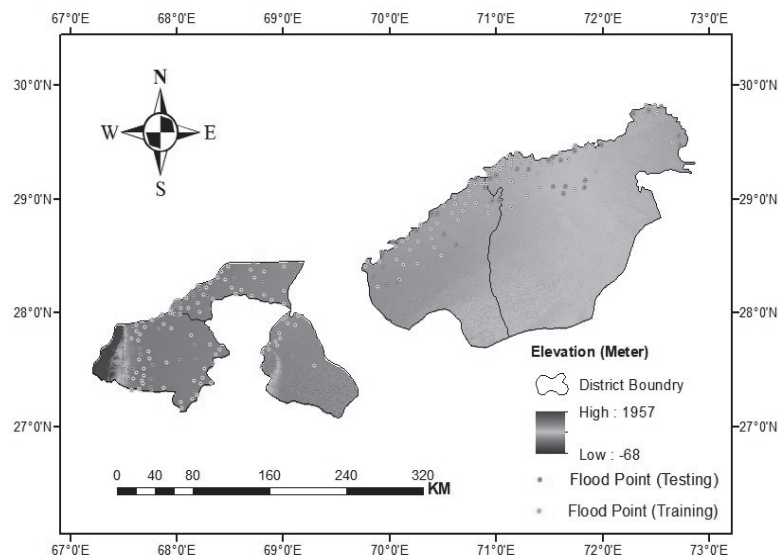 67°0'E 68°0'E 69°0'E 70°0'E 71°0'E 72°0'E 73°0'E
30°0'N 30°0'N
N
W E
S
29°0'N 29°0'N
28°0'N 28°0'N
Elevation (Meter)
District Boundry
High : 1957
27°0'N 27°0'N
Low : -68
0 20 40 80 160 240 320
KM
Flood Point (Testing)
Flood Point (Training)
67°0'E 68°0'E 69°0'E 70°0'E 71°0'E 72°0'E 73°0'E